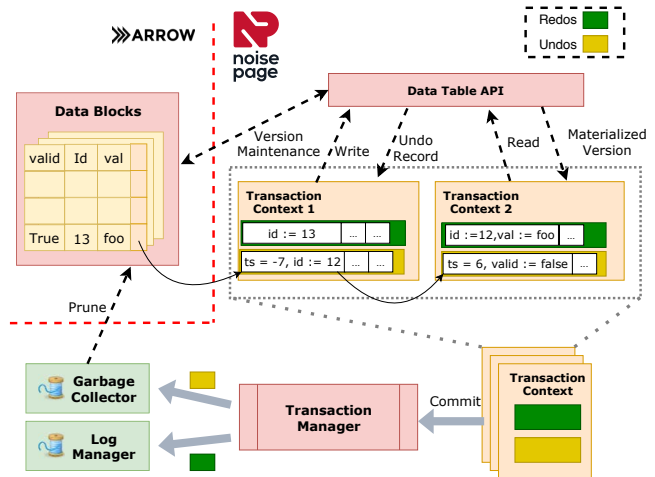 ARROW
noise
page
Redos
Undos
Data Blocks
valid Id val
True 13 foo
Data Table API
Version
Maintenance
Write
Undo
Record
Read
Materialized
Version
Transaction
Context 1
id := 13 ... ...
ts = -7, id := 12 ... ...
Transaction
Context 2
id :=12,val := foo ...
ts = 6, valid := false ...
Prune
Garbage
Collector
Log
Manager
Transaction
Manager
Commit
Transaction
Context